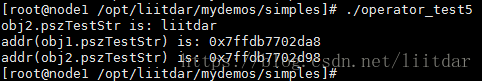 [root@node1 /opt/liitdar/mydemos/simples]# ./operator_test5
obj2.pszTestStr is: liitdar
addr(obj1.pszTestStr) is: 0x7ffdb7702da8
addr(obj2.pszTestStr) is: 0x7ffdb7702d98
[root@node1 /opt/liitdar/mydemos/simples]#
https://blog.csdn.net/liitdar